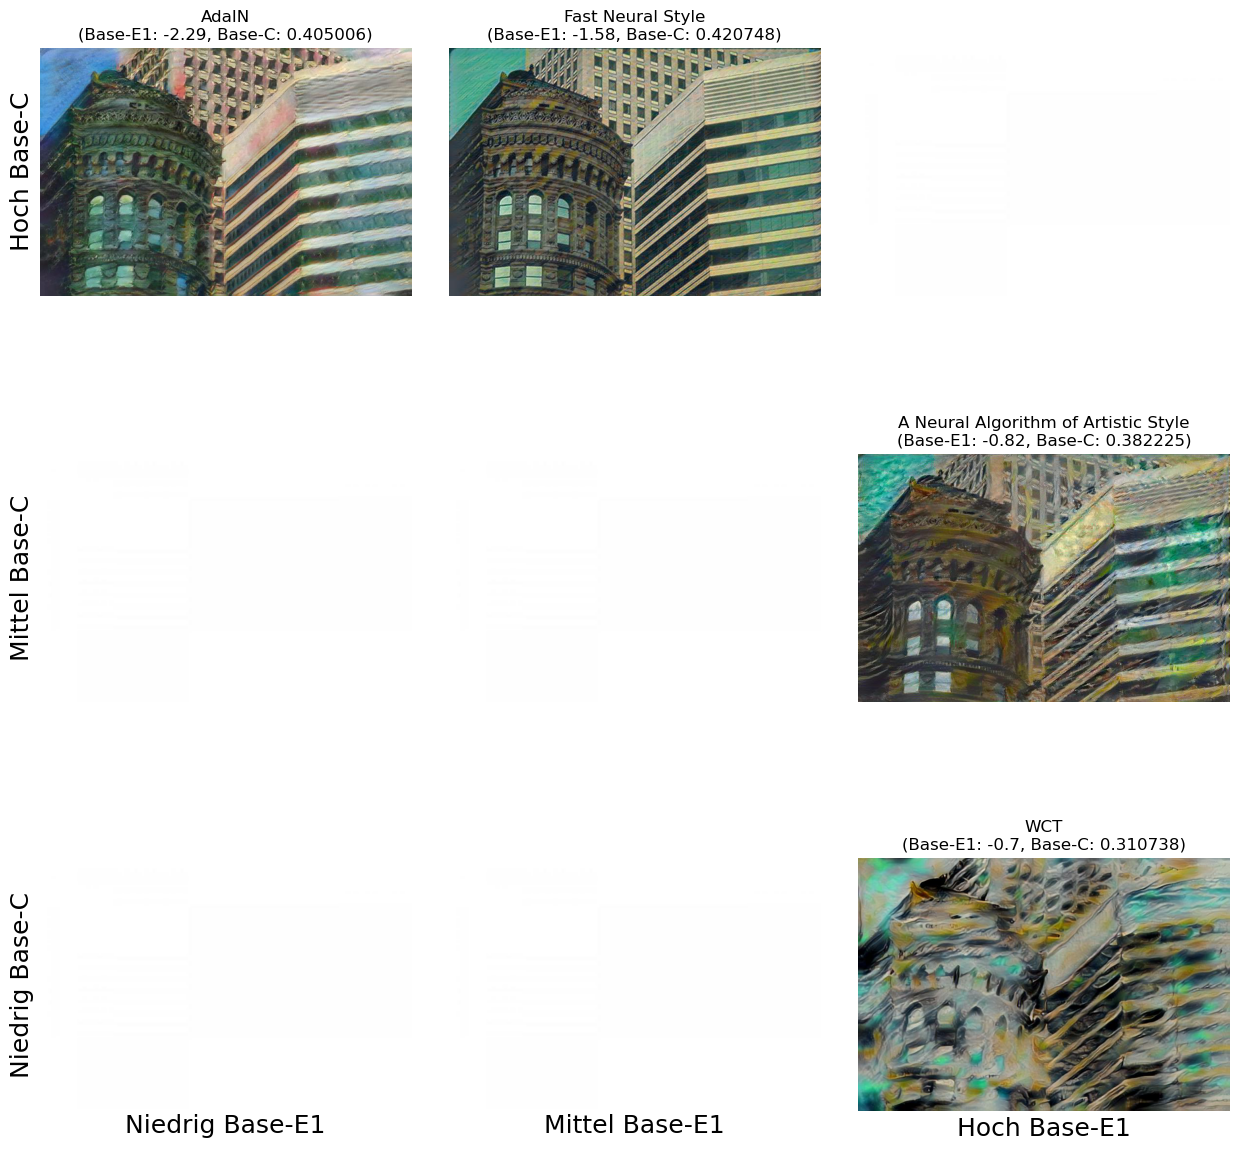 AdaIN
(Base-E1: -2.29, Base-C: 0.405006)
Fast Neural Style
(Base-E1: -1.58, Base-C: 0.420748)
Hoch Base-C
A Neural Algorithm of Artistic Style
(Base-E1: -0.82, Base-C: 0.382225)
Mittel Base-C
WCT
(Base-E1: -0.7, Base-C: 0.310738)
Niedrig Base-C
Niedrig Base-E1
Mittel Base-E1
Hoch Base-E1